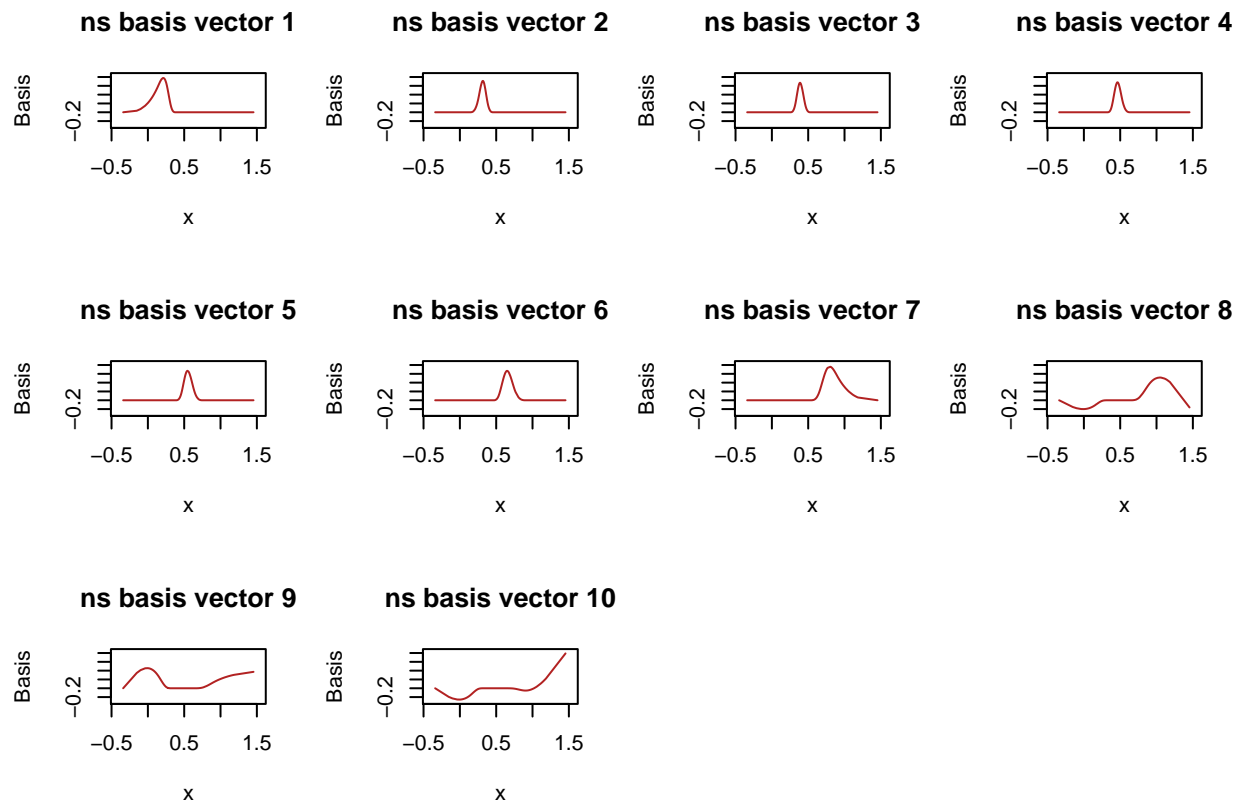 ns basis vector 1
Basis
−0.2
−0.5 0.5 1.5
x
ns basis vector 2
Basis
−0.2
−0.5 0.5 1.5
x
ns basis vector 3
Basis
−0.2
−0.5 0.5 1.5
x
ns basis vector 4
Basis
−0.2
−0.5 0.5 1.5
x
ns basis vector 5
Basis
−0.2
−0.5 0.5 1.5
x
ns basis vector 6
Basis
−0.2
−0.5 0.5 1.5
x
ns basis vector 7
Basis
−0.2
−0.5 0.5 1.5
x
ns basis vector 8
Basis
−0.2
−0.5 0.5 1.5
x
ns basis vector 9
Basis
−0.2
−0.5 0.5 1.5
x
ns basis vector 10
Basis
−0.2
−0.5 0.5 1.5
x